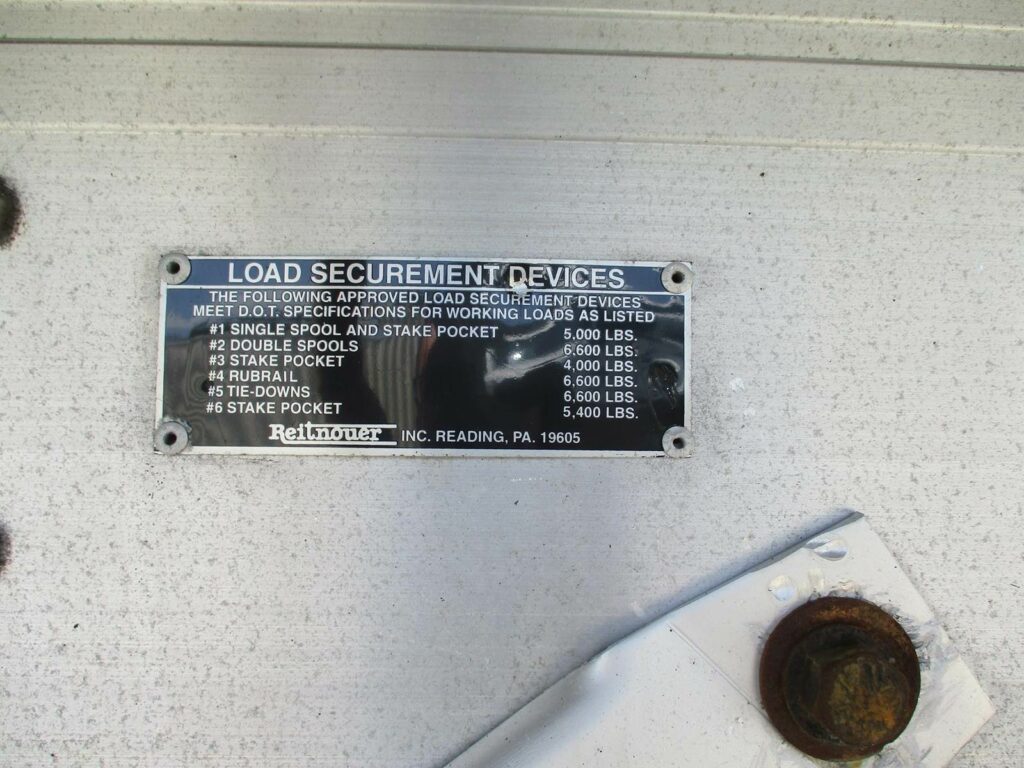 LOAD SECUREMENT DEVICES
THE FOLLOWING APPROVED LOAD SECUREMENT DEVICES
MEET D.O.T. SPECIFICATIONS FOR WORKING LOADS AS LISTED
#1 SINGLE SPOOL AND STAKE POCKET 5,000 LBS.
#2 DOUBLE SPOOLS 6,600 LBS.
#3 STAKE POCKET 4,000 LBS.
#4 RUBRAIL 6,600 LBS.
#5 TIE-DOWNS 6,600 LBS.
#6 STAKE POCKET 5,400 LBS.
Reitnouer INC. READING, PA. 19605